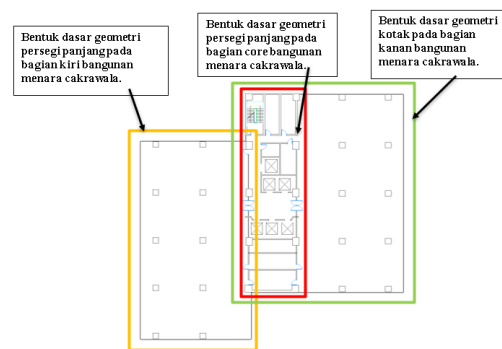 Bentuk dasar geometri
persegi panjang pada
bagian kiri bangunan
menara cakrawala.
Bentuk dasar geometri
persegi panjang pada
bagian core bangunan
menara cakrawala.
Bentuk dasar geometri
kotak pada bagian
kanan bangunan
menara cakrawala.